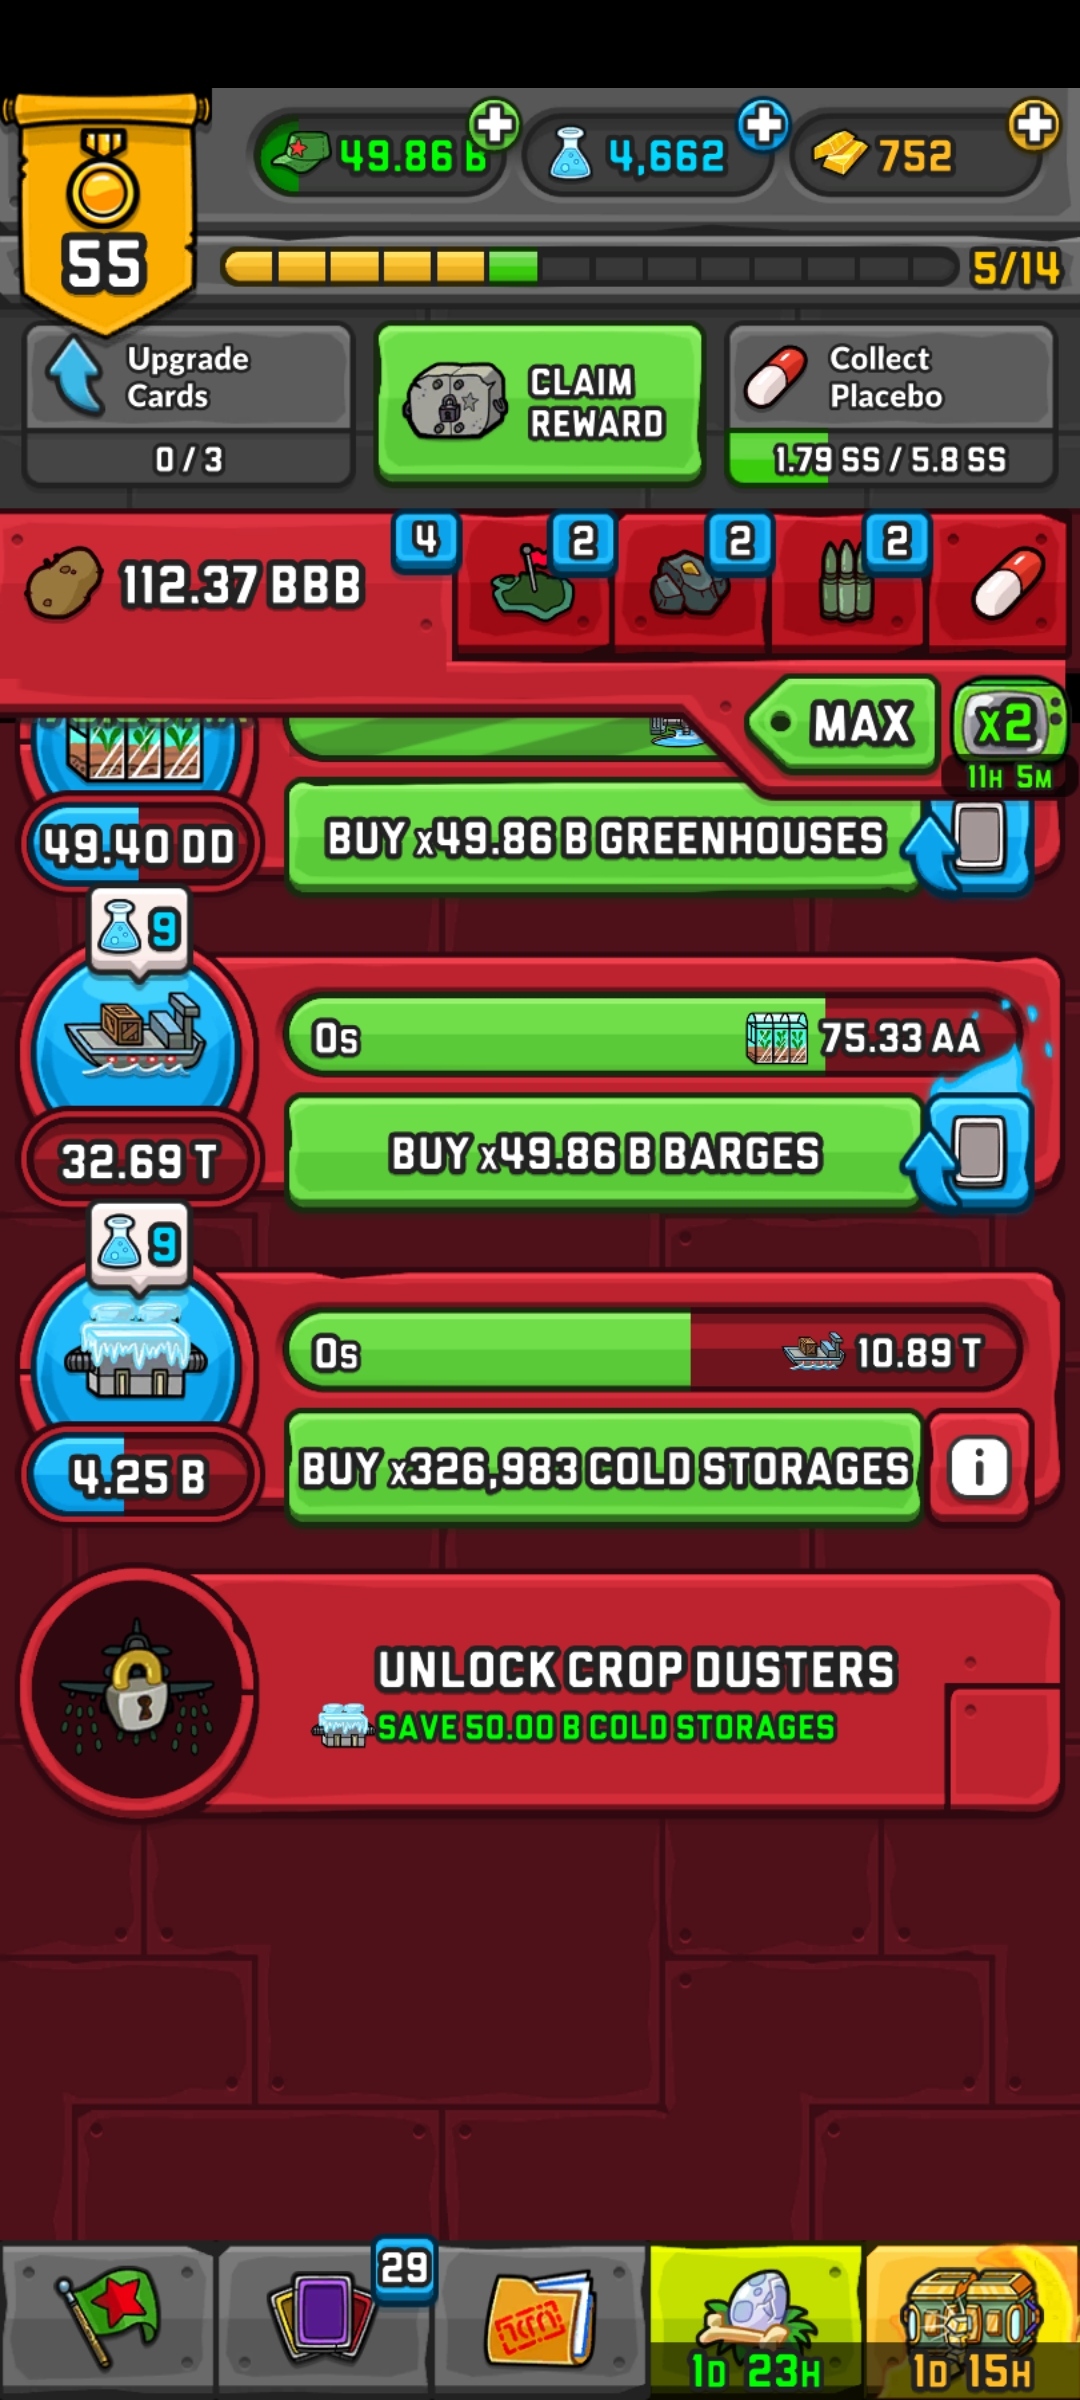 49.86 B
4,662
752
55
5/14
Upgrade
Cards
0 / 3
CLAIM
REWARD
Collect
Placebo
1.79 SS / 5.8 SS
112.37 BBB
4
2
2
2
MAX
x2
11H 5M
49.40 DD
BUY x49.86 B GREENHOUSES
9
0s
75.33 AA
32.69 T
BUY x49.86 B BARGES
9
0s
10.89 T
4.25 B
BUY x326,983 COLD STORAGES
i
UNLOCK CROP DUSTERS
SAVE 50.00 B COLD STORAGES
29
1D 23H
1D 15H